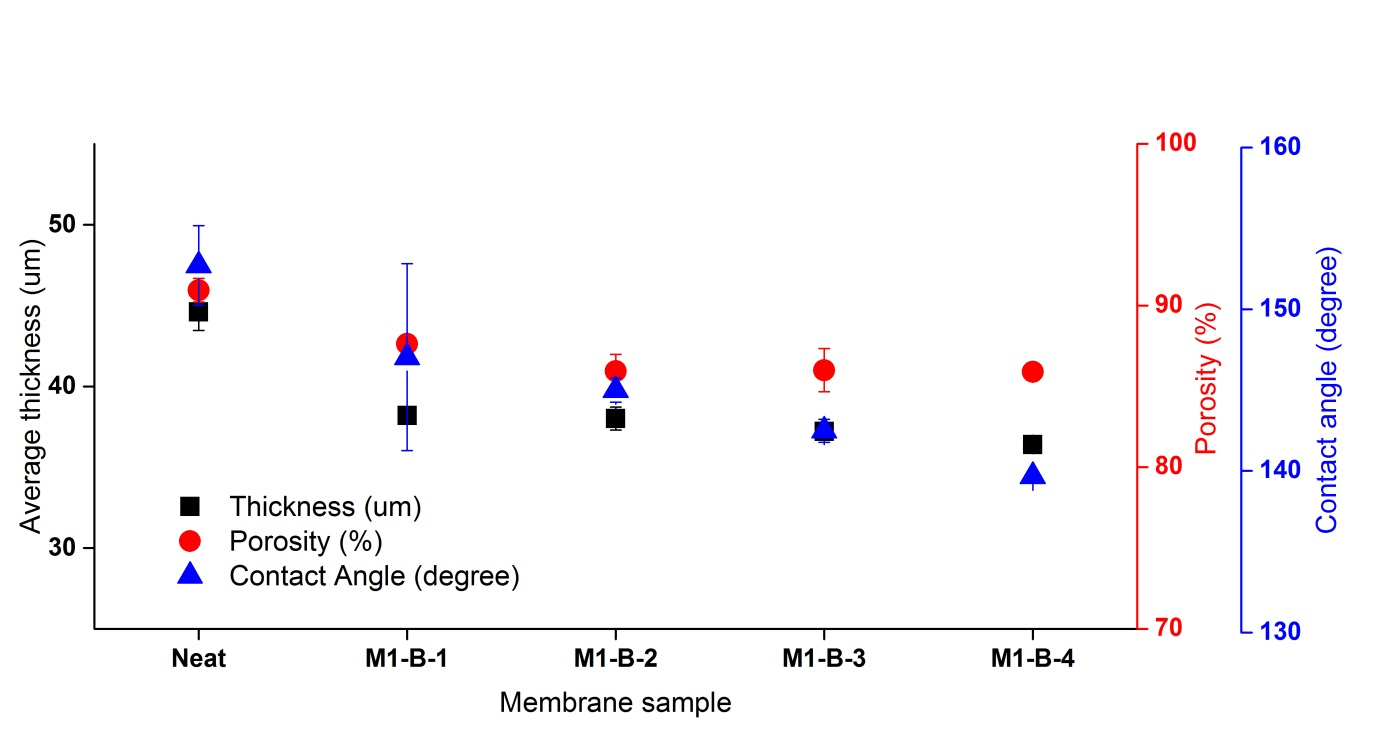 Average thickness (um)
50
40
30
Thickness (um)
Porosity (%)
Contact Angle (degree)
Neat
M1-B-1
M1-B-2
M1-B-3
M1-B-4
Membrane sample
100
90
80
70
Porosity (%)
160
150
140
130
Contact angle (degree)